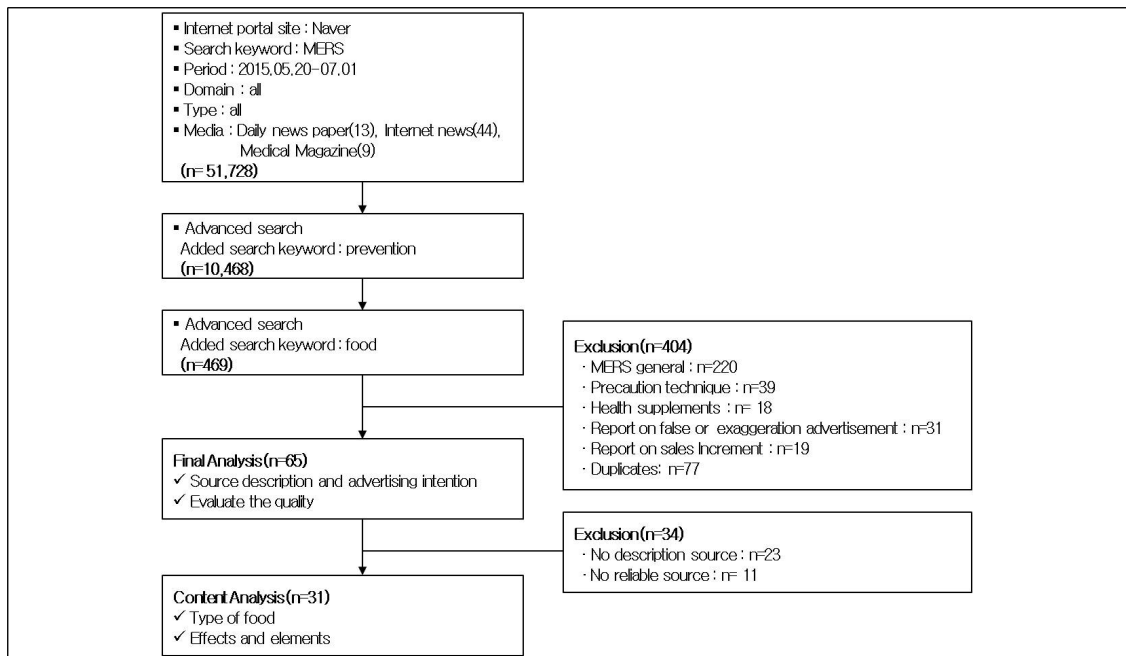 ▪ Internet portal site : Naver
▪ Search keyword : MERS
▪ Period : 2015.05.20-07.01
▪ Domain : all
▪ Type : all
▪ Media : Daily news paper(13), Internet news(44),
Medical Magazine(9)
(n= 51,728)
▪ Advanced search
Added search keyword : prevention
(n=10,468)
▪ Advanced search
Added search keyword : food
(n=469)
Exclusion(n=404)
· MERS general : n=220
· Precaution technique : n=39
· Health supplements : n= 18
· Report on false or exaggeration advertisement : n=31
· Report on sales Increment : n=19
· Duplicates: n=77
Final Analysis(n=65)
✓ Source description and advertising intention
✓ Evaluate the quality
Exclusion(n=34)
· No description source : n=23
· No reliable source : n= 11
Content Analysis(n=31)
✓ Type of food
✓ Effects and elements